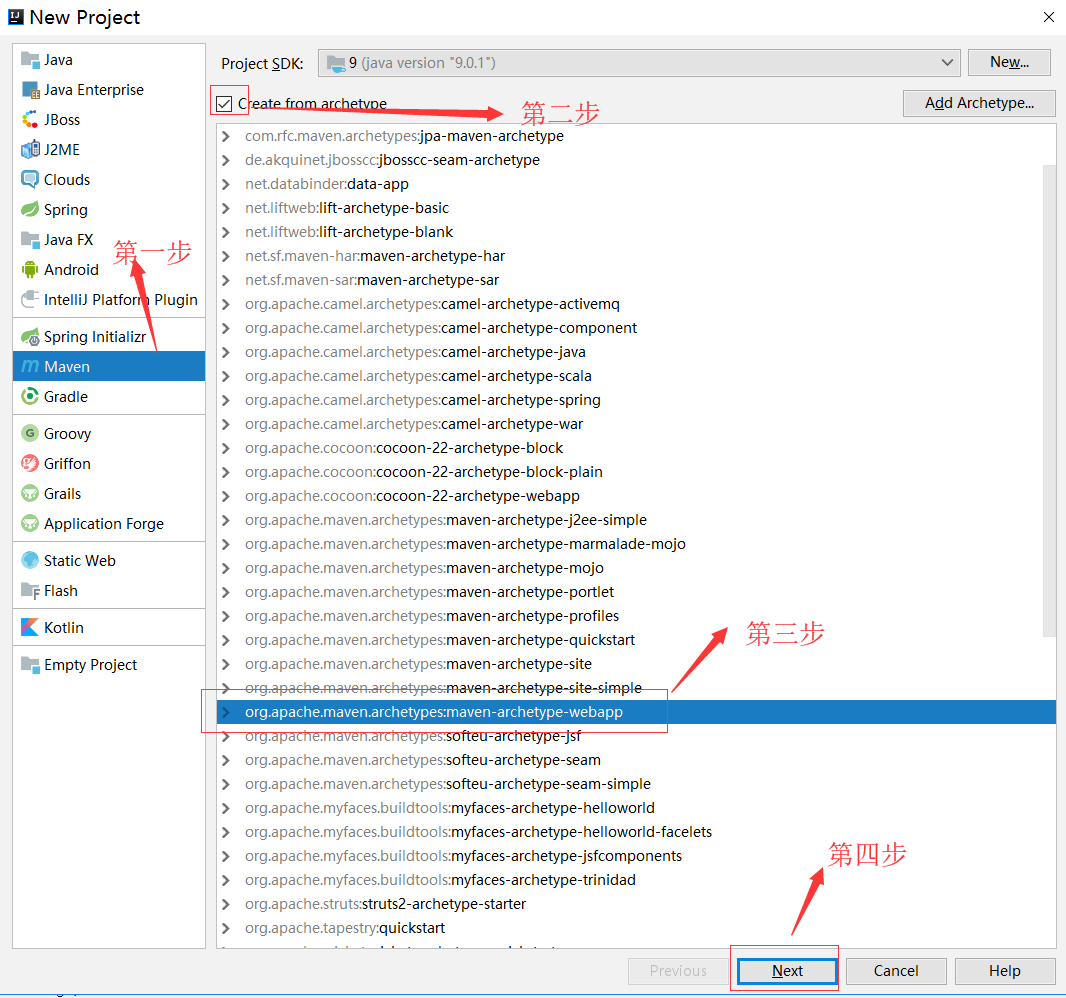 New Project
Java
Java Enterprise
JBoss
J2ME
Clouds
Spring
Java FX
第一步
Android
IntelliJ Platform Plugin
Spring Initializr
Maven
Gradle
Groovy
Griffon
Grails
Application Forge
Static Web
Flash
Kotlin
Empty Project
Project SDK: 9 (java version "9.0.1") New...
Create from archetype 第二步 Add Archetype...
com.rfc.maven.archetypes:jpa-maven-archetype
de.akquinet.jbosscc:jbosscc-seam-archetype
net.databinder:data-app
net.liftweb:lift-archetype-basic
net.liftweb:lift-archetype-blank
net.sf.maven-har:maven-archetype-har
net.sf.maven-sar:maven-archetype-sar
org.apache.camel.archetypes:camel-archetype-activemq
org.apache.camel.archetypes:camel-archetype-component
org.apache.camel.archetypes:camel-archetype-java
org.apache.camel.archetypes:camel-archetype-scala
org.apache.camel.archetypes:camel-archetype-spring
org.apache.camel.archetypes:camel-archetype-war
org.apache.cocoon:cocoon-22-archetype-block
org.apache.cocoon:cocoon-22-archetype-block-plain
org.apache.cocoon:cocoon-22-archetype-webapp
org.apache.maven.archetypes:maven-archetype-j2ee-simple
org.apache.maven.archetypes:maven-archetype-marmalade-mojo
org.apache.maven.archetypes:maven-archetype-mojo
org.apache.maven.archetypes:maven-archetype-portlet
org.apache.maven.archetypes:maven-archetype-profiles
org.apache.maven.archetypes:maven-archetype-quickstart
第三步
org.apache.maven.archetypes:maven-archetype-site
org.apache.maven.archetypes:maven-archetype-site-simple
org.apache.maven.archetypes:maven-archetype-webapp
org.apache.maven.archetypes:softeu-archetype-jsf
org.apache.maven.archetypes:softeu-archetype-seam
org.apache.maven.archetypes:softeu-archetype-seam-simple
org.apache.myfaces.buildtools:myfaces-archetype-helloworld
org.apache.myfaces.buildtools:myfaces-archetype-helloworld-facelets
org.apache.myfaces.buildtools:myfaces-archetype-jsfcomponents
第四步
org.apache.myfaces.buildtools:myfaces-archetype-trinidad
org.apache.struts:struts2-archetype-starter
org.apache.tapestry:quickstart
Previous Next Cancel Help